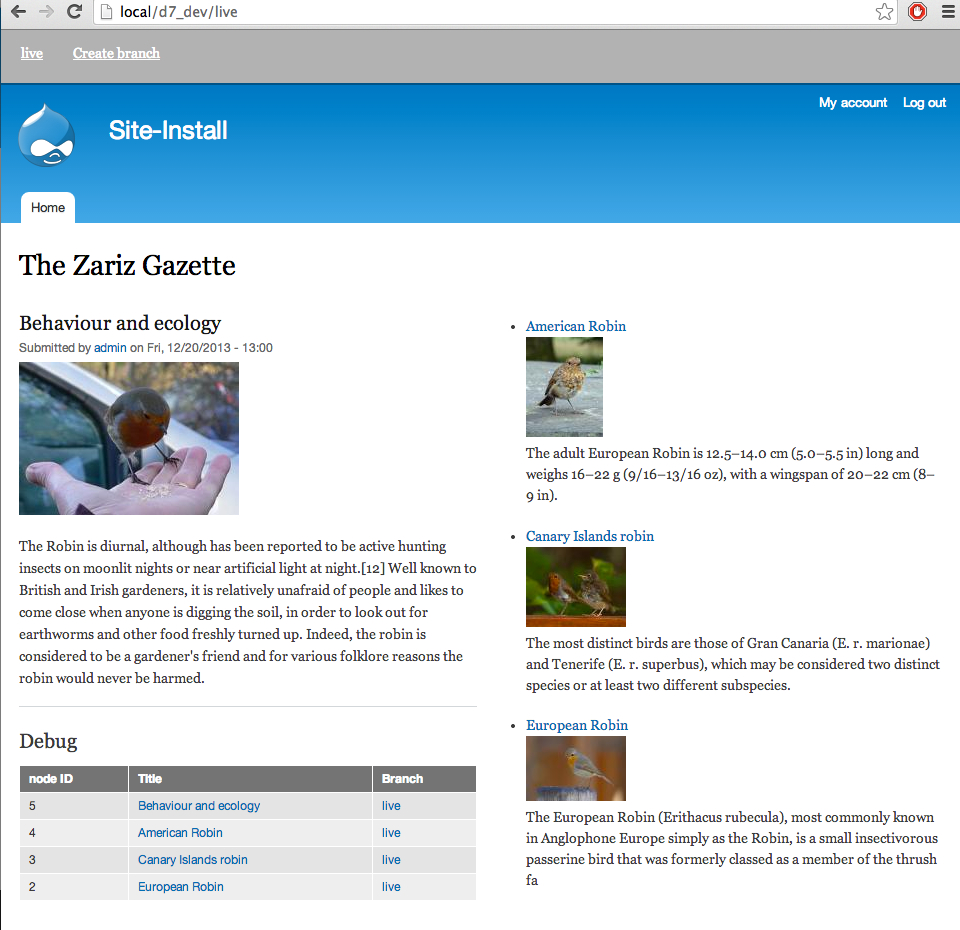 local/d7_dev/live
live Create branch
My account Log out
Site-Install
Home
The Zariz Gazette
Behaviour and ecology
Submitted by admin on Fri, 12/20/2013 - 13:00
The Robin is diurnal, although has been reported to be active hunting
insects on moonlit nights or near artificial light at night.[12] Well known to
British and Irish gardeners, it is relatively unafraid of people and likes to
come close when anyone is digging the soil, in order to look out for
earthworms and other food freshly turned up. Indeed, the robin is
considered to be a gardener's friend and for various folklore reasons the
robin would never be harmed.
Debug
node ID Title Branch
5 Behaviour and ecology live
4 American Robin live
3 Canary Islands robin live
2 European Robin live
• American Robin
The adult European Robin is 12.5–14.0 cm (5.0–5.5 in) long and
weighs 16–22 g (9/16–13/16 oz), with a wingspan of 20–22 cm (8–
9 in).
• Canary Islands robin
The most distinct birds are those of Gran Canaria (E. r. marionae)
and Tenerife (E. r. superbus), which may be considered two distinct
species or at least two different subspecies.
• European Robin
The European Robin (Erithacus rubecula), most commonly known
in Anglophone Europe simply as the Robin, is a small insectivorous
passerine bird that was formerly classed as a member of the thrush
fa